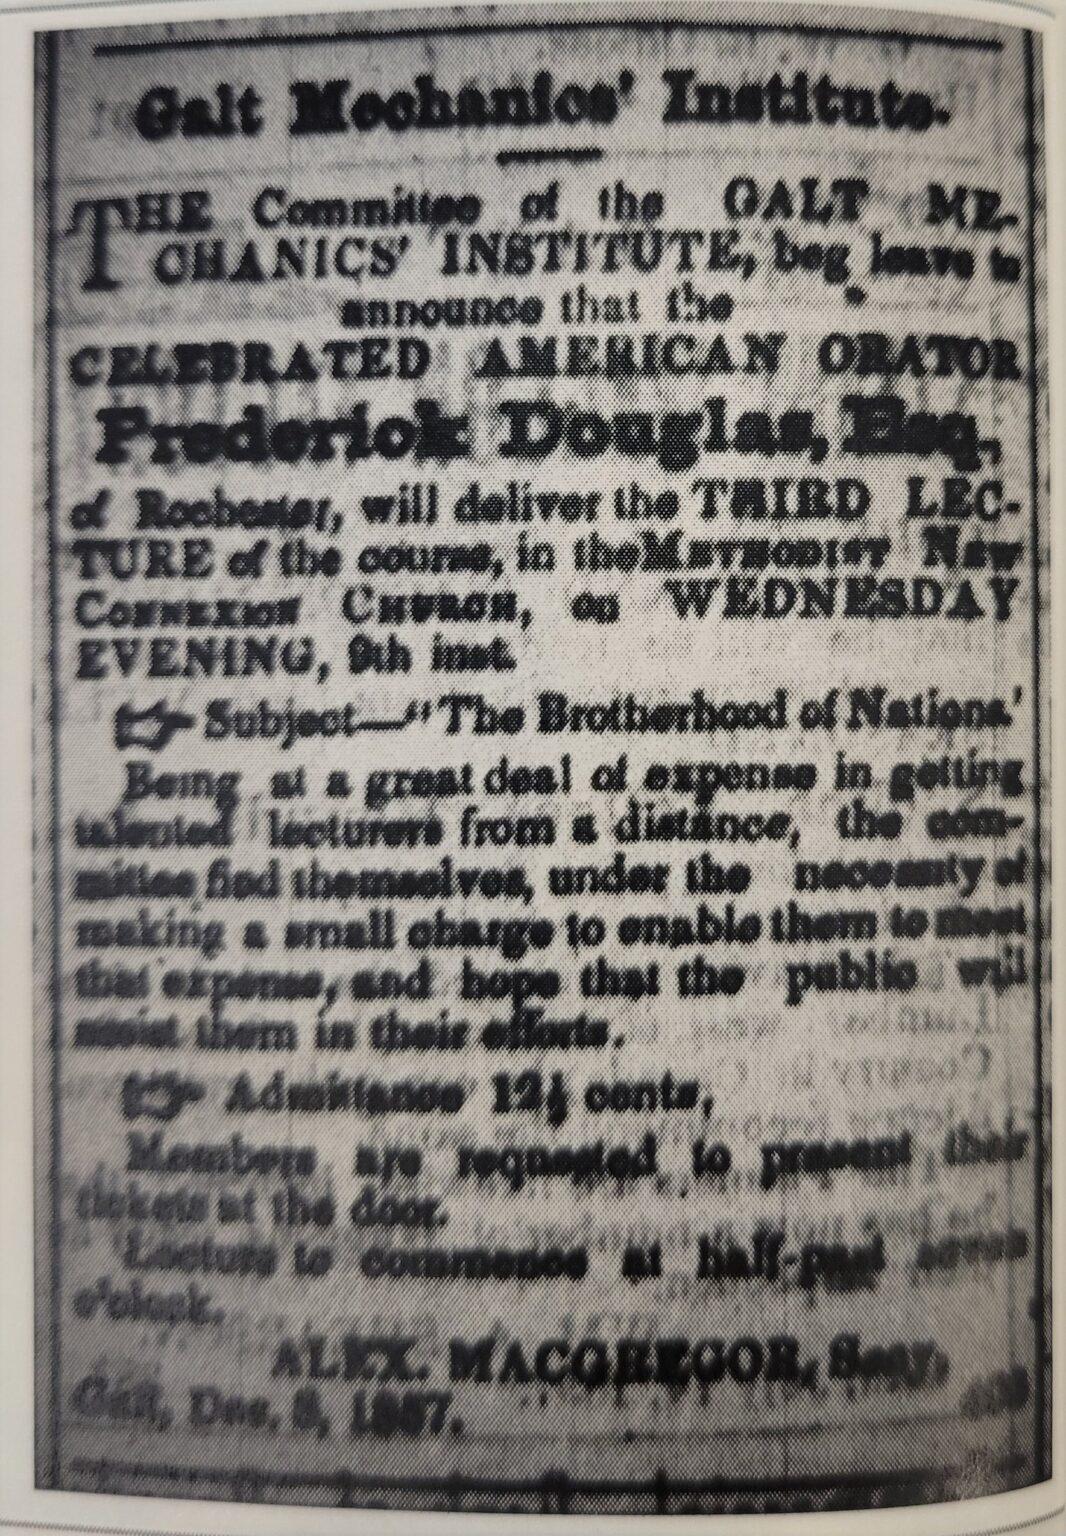 Galt Mechanics' Institute.
THE Committee of the GALT ME-
CHANICS' INSTITUTE, beg leave to
announce that the
CELEBRATED AMERICAN ORATOR
Frederick Douglas, Esq.,
of Rochester, will deliver the THIRD LEC-
TURE of the course, in the METHODIST NEW
CONNEXION CHURCH, on WEDNESDAY
EVENING, 9th inst.
☞ Subject—"The Brotherhood of Nations.'
Being at a great deal of expense in getting
talented lecturers from a distance, the com-
mittee find themselves, under the necessity of
making a small charge to enable them to meet
that expense, and hope that the public will
assist them in their efforts.
☞ Admittance 12½ cents,
Members are requested to present their
tickets at the door.
Lecture to commence at half-past seven
o'clock.
ALEX. MACGREGOR, Secy,
Galt, Dec. 1857.